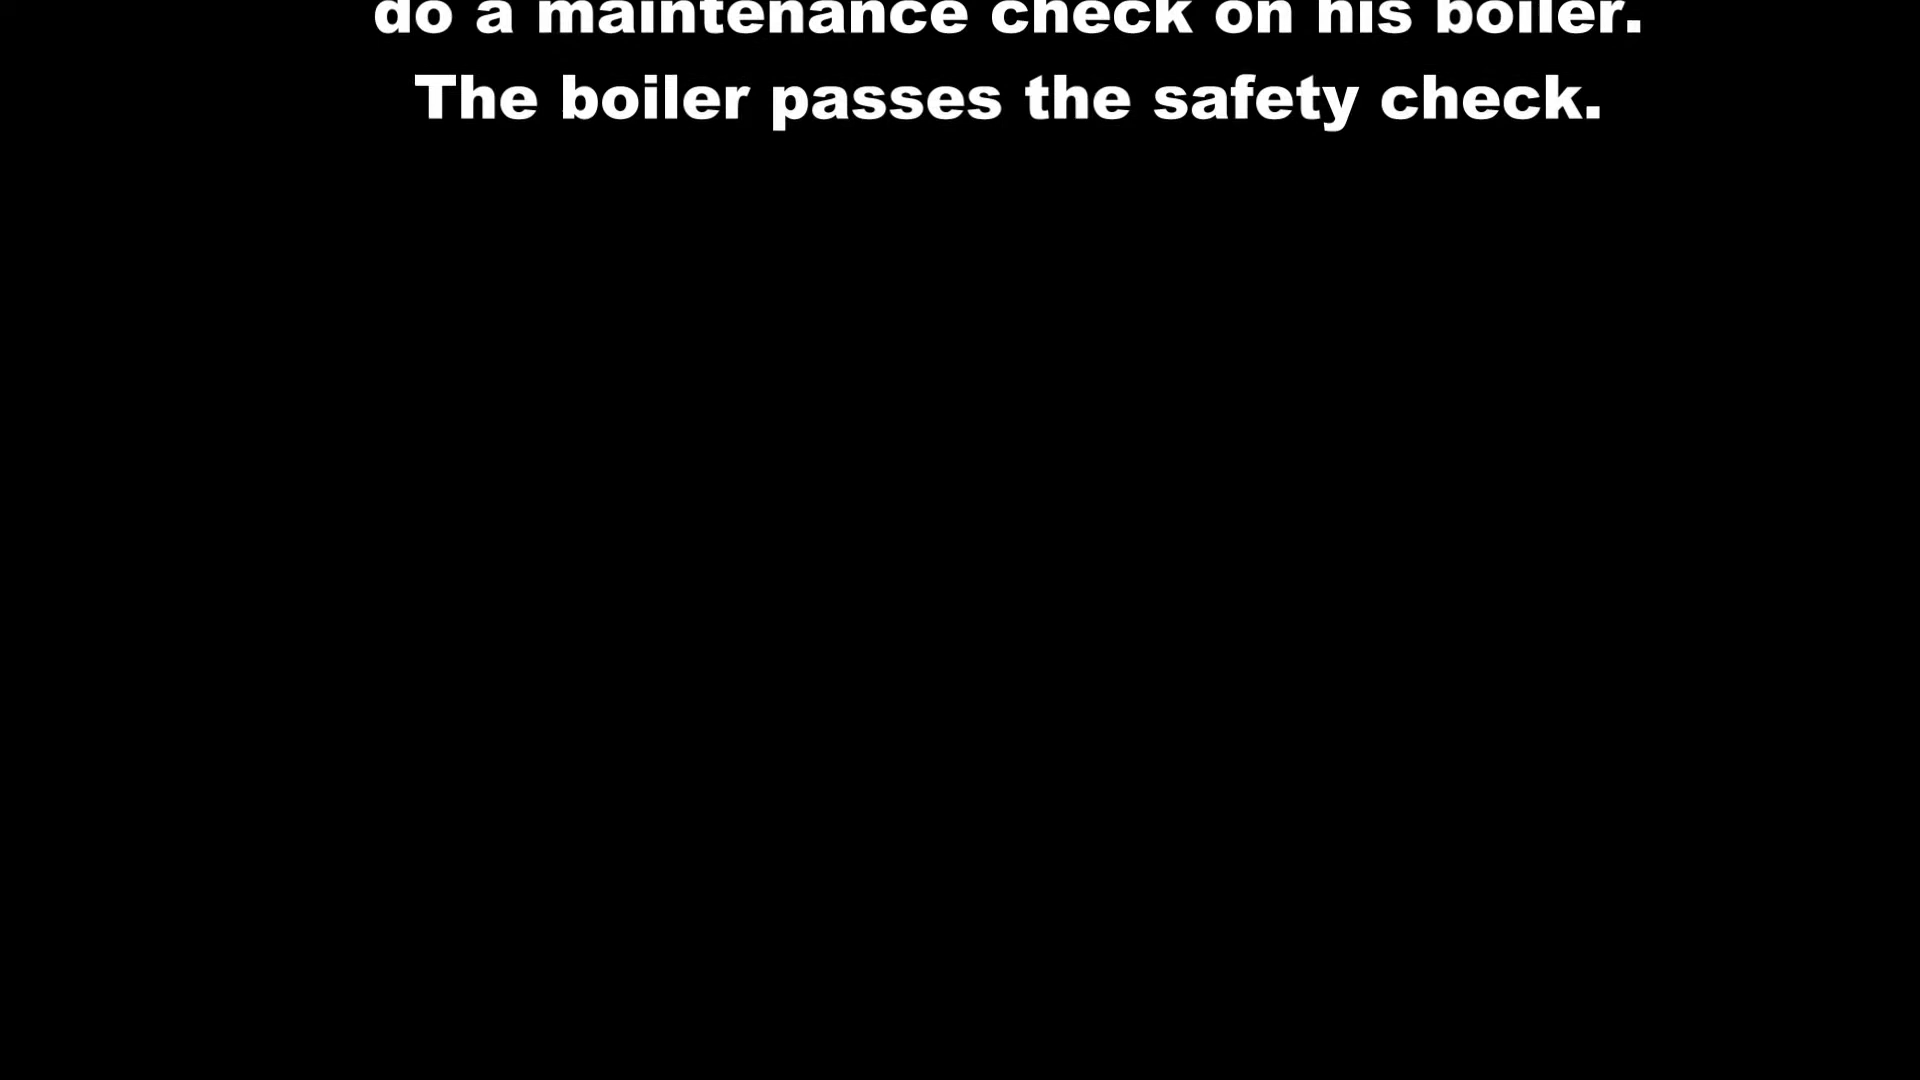 do a maintenance check on his boiler.
The boiler passes the safety check.